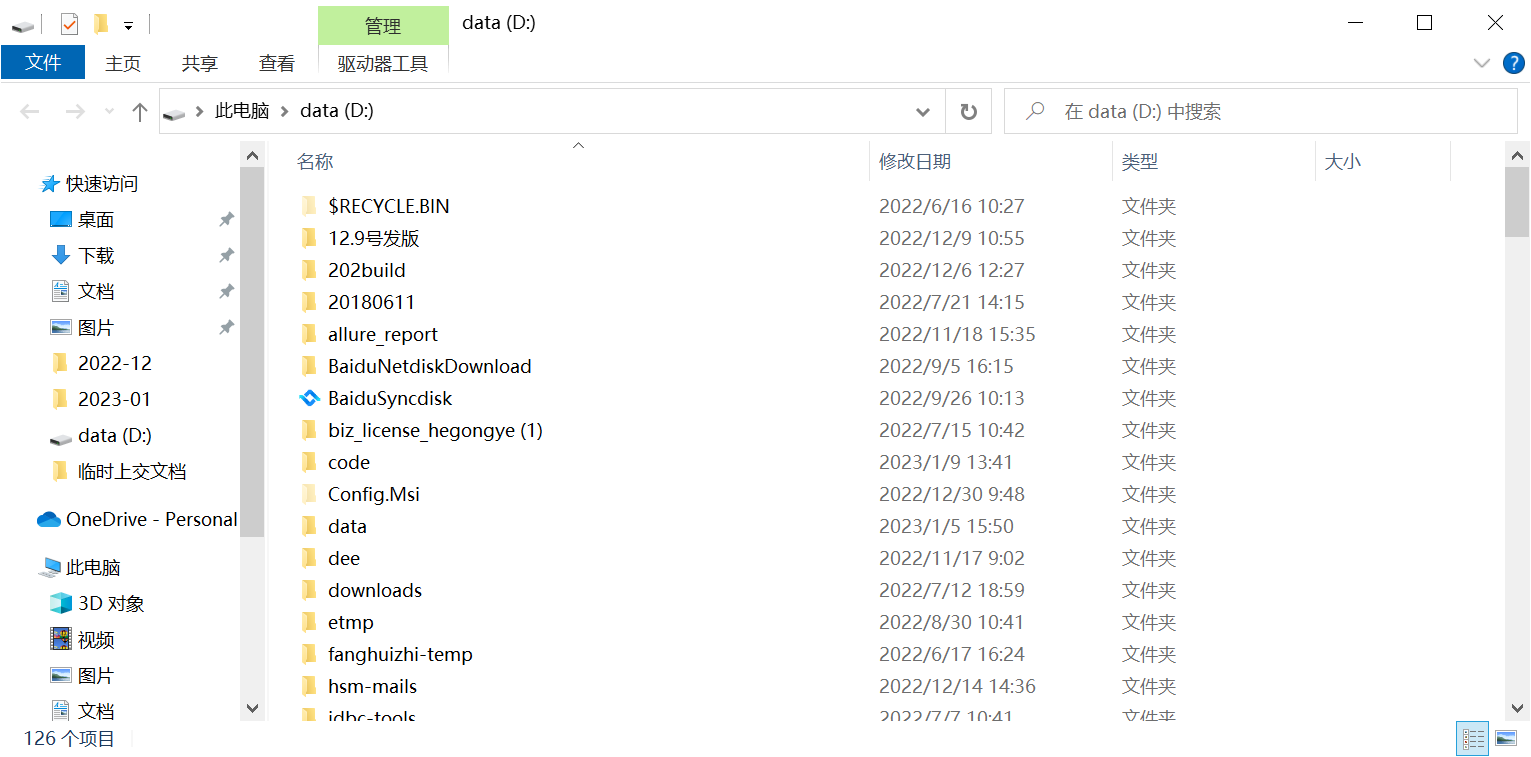 管理
data (D:)
文件
主页
共享
查看
驱动器工具
此电脑
data (D:)
在 data (D:) 中搜索
名称
修改日期
类型
大小
快速访问
桌面
下载
文档
图片
2022-12
2023-01
data (D:)
临时上交文档
OneDrive - Personal
此电脑
3D 对象
视频
图片
文档
$RECYCLE.BIN 2022/6/16 10:27 文件夹
12.9号发版 2022/12/9 10:55 文件夹
202build 2022/12/6 12:27 文件夹
20180611 2022/7/21 14:15 文件夹
allure_report 2022/11/18 15:35 文件夹
BaiduNetdiskDownload 2022/9/5 16:15 文件夹
BaiduSyncdisk 2022/9/26 10:13 文件夹
biz_license_hegongye (1) 2022/7/15 10:42 文件夹
code 2023/1/9 13:41 文件夹
Config.Msi 2022/12/30 9:48 文件夹
data 2023/1/5 15:50 文件夹
dee 2022/11/17 9:02 文件夹
downloads 2022/7/12 18:59 文件夹
etmp 2022/8/30 10:41 文件夹
fanghuizhi-temp 2022/6/17 16:24 文件夹
hsm-mails 2022/12/14 14:36 文件夹
jdbc-tools 2022/7/7 10:41 文件夹
126 个项目